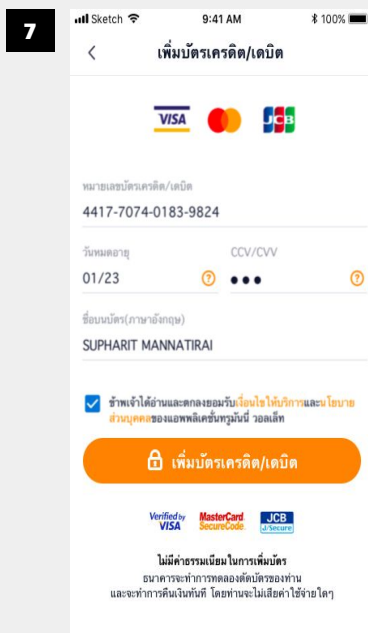 7
Sketch 9:41 AM 100%
เพิ่มบัตรเครดิต/เดบิต
VISA JCB
หมายเลขบัตรเครดิต/เดบิต
4417-7074-0183-9824
วันหมดอายุ CCV/CVV
01/23 ? ●●● ?
ชื่อบนบัตร(ภาษาอังกฤษ)
SUPHARIT MANNATIRAI
ข้าพเจ้าได้อ่านและตกลงยอมรับเงื่อนไขให้บริการและนโยบาย
ส่วนบุคคลของแอพพลิเคชั่นทรูมันนี่ วอลเล็ท
เพิ่มบัตรเครดิต/เดบิต
Verified by MasterCard. JCB
VISA SecureCode. J/Secure
ไม่มีค่าธรรมเนียมในการเพิ่มบัตร
ธนาคารจะทำการทดลองตัดบัตรของท่าน
และจะทำการคืนเงินทันที โดยท่านจะไม่เสียค่าใช้จ่ายใดๆ